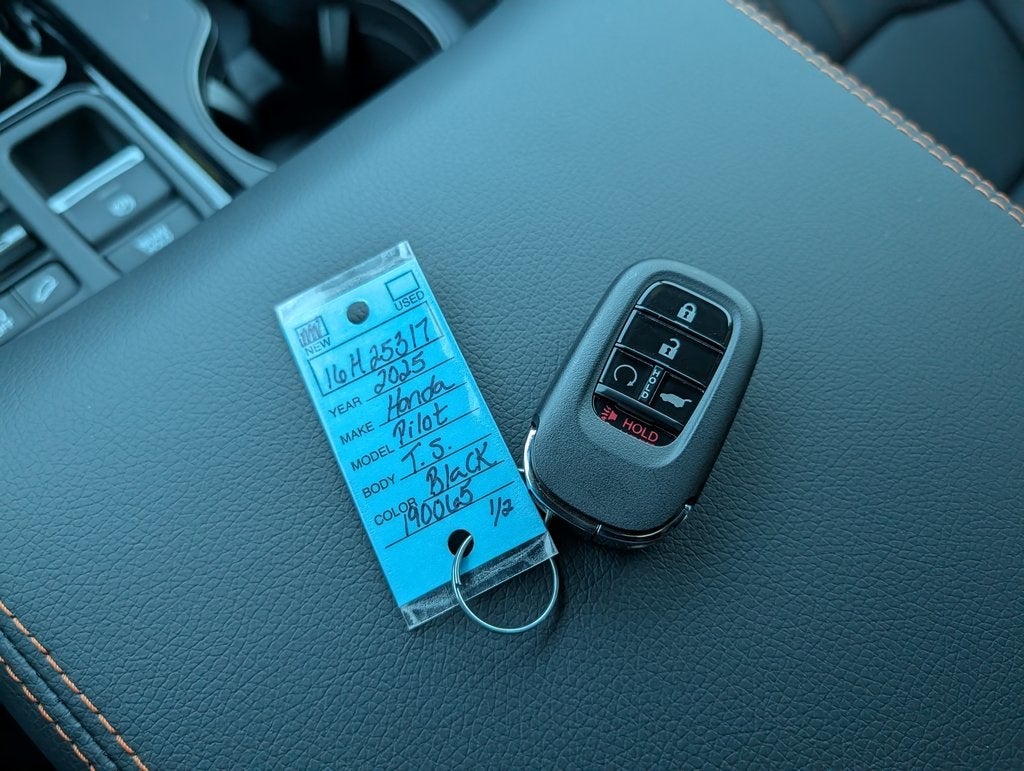 USED
NEW
16H25317
YEAR 2025
MAKE Honda
MODEL Pilot
BODY T.S.
COLOR Black
190065 1/2
HOLD
HOLD